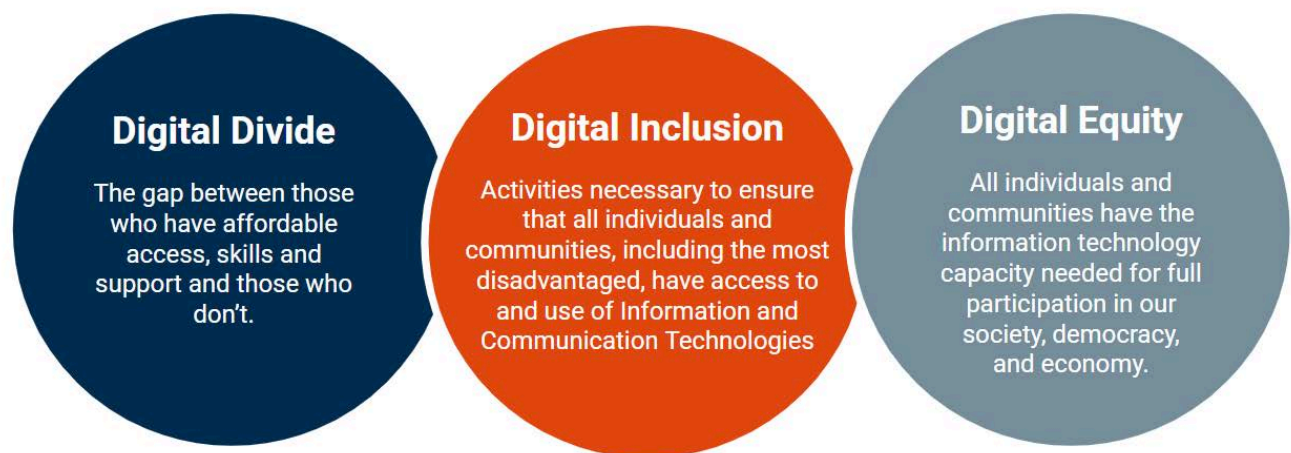 Digital Divide
The gap between those
who have affordable
access, skills and
support and those who
don't.
Digital Inclusion
Activities necessary to ensure
that all individuals and
communities, including the most
disadvantaged, have access to
and use of Information and
Communication Technologies
Digital Equity
All individuals and
communities have the
information technology
capacity needed for full
participation in our
society, democracy,
and economy.